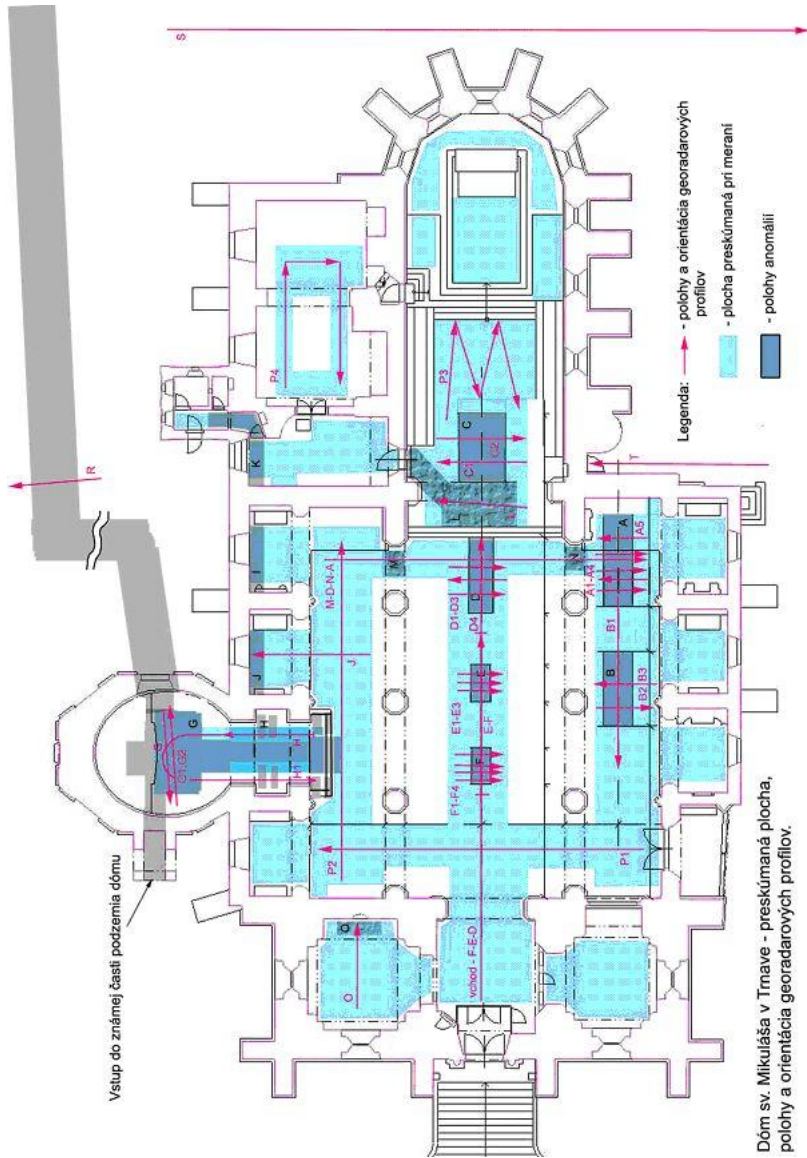 Vstup do známej časti podzemia dómu
S
R
G
G1,G2
G
H
H
H1
K
I
J
P4
M-D-N-A
J
P2
O
O
M
P3
C
C1
C2
L
D1-D3
D
D4
E1-E3
E
E-F
F1-F4
F
vchod - F-E-D
N
T
A1-A4
A
A5
B1
B
B2
B3
P1
Legenda:
- polohy a orientácia georadarových
profilov
- plocha preskúmaná pri meraní
- polohy anomálií
Dóm sv. Mikuláša v Trnave - preskúmaná plocha,
polohy a orientácia georadarových profilov.